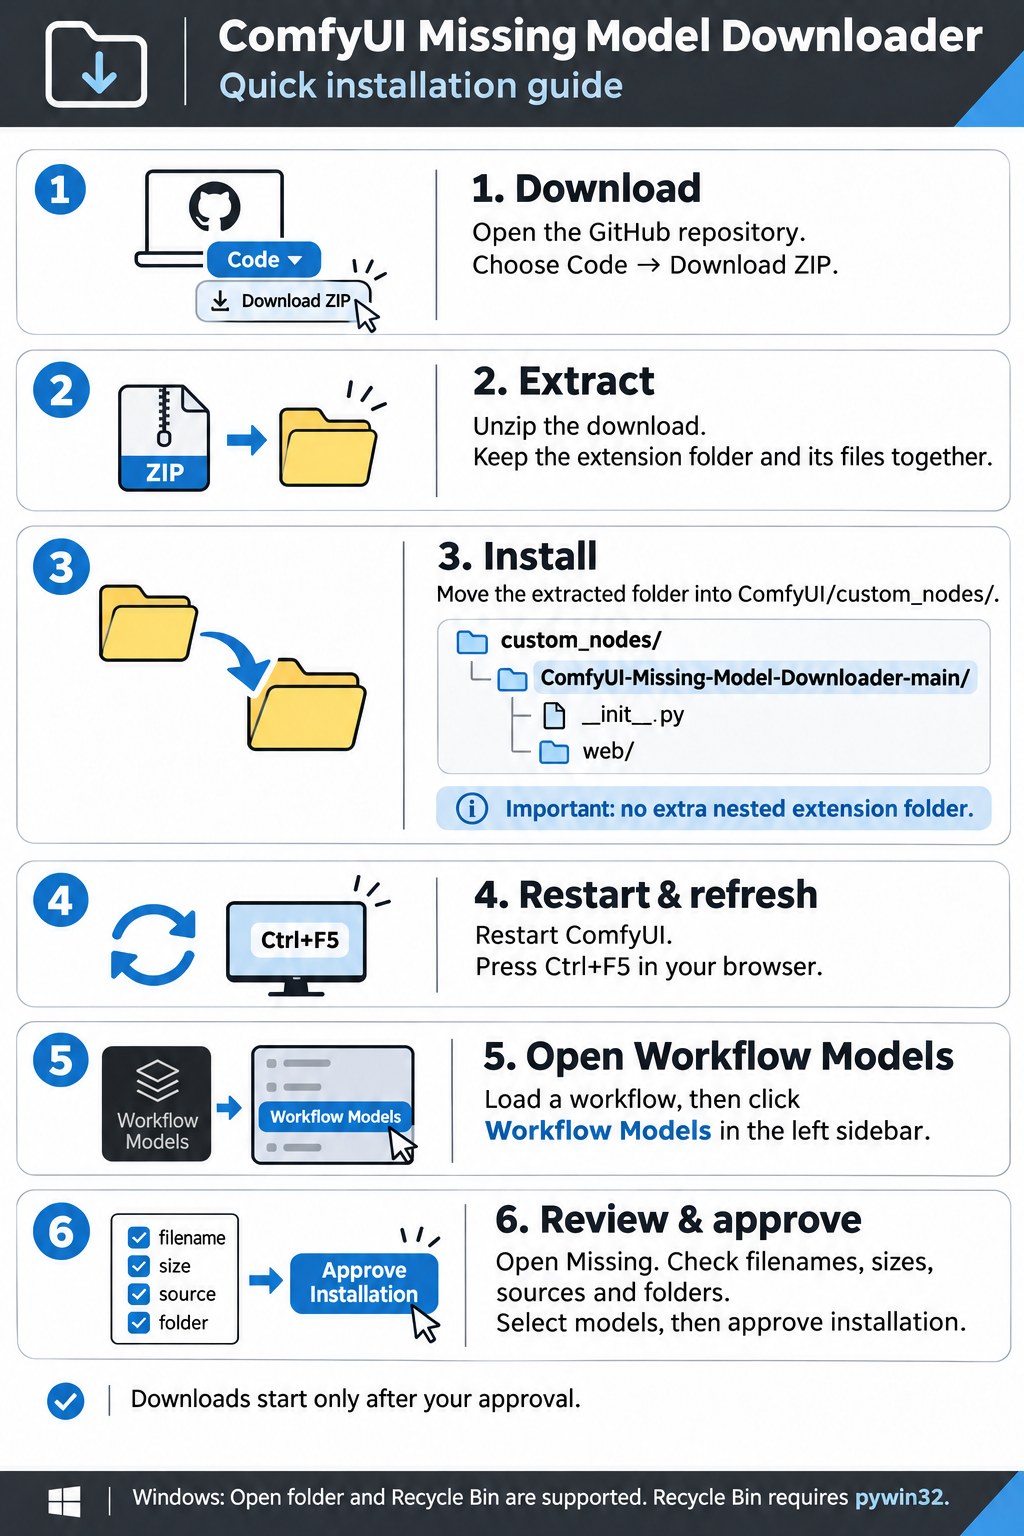 ComfyUI Missing Model Downloader
Quick installation guide
1
Code
Download ZIP
1. Download
Open the GitHub repository.
Choose Code → Download ZIP.
2
ZIP
2. Extract
Unzip the download.
Keep the extension folder and its files together.
3
3. Install
Move the extracted folder into ComfyUI/custom_nodes/.
custom_nodes/
ComfyUI-Missing-Model-Downloader-main/
__init__.py
web/
Important: no extra nested extension folder.
4
Ctrl+F5
4. Restart & refresh
Restart ComfyUI.
Press Ctrl+F5 in your browser.
5
Workflow
Models
Workflow Models
5. Open Workflow Models
Load a workflow, then click
Workflow Models in the left sidebar.
6
filename
size
source
folder
Approve
Installation
6. Review & approve
Open Missing. Check filenames, sizes,
sources and folders.
Select models, then approve installation.
Downloads start only after your approval.
Windows: Open folder and Recycle Bin are supported. Recycle Bin requires pywin32.